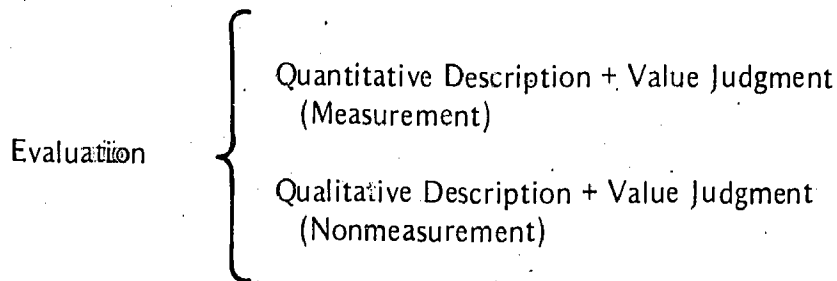 Quantitative Description + Value Judgment
(Measurement)
Evaluation
Qualitative Description + Value Judgment
(Nonmeasurement)